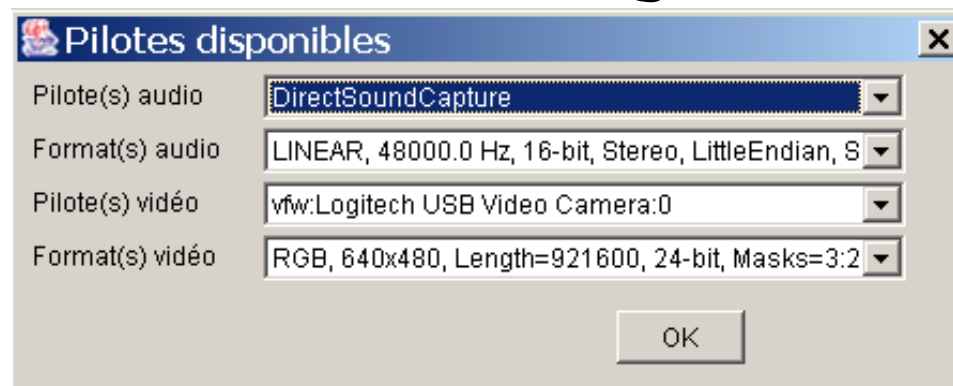 Pilotes disponibles
Pilote(s) audio DirectSoundCapture
Format(s) audio LINEAR, 48000.0 Hz, 16-bit, Stereo, LittleEndian, S
Pilote(s) vidéo vfw:Logitech USB Video Camera:0
Format(s) vidéo RGB, 640x480, Length=921600, 24-bit, Masks=3:2
OK